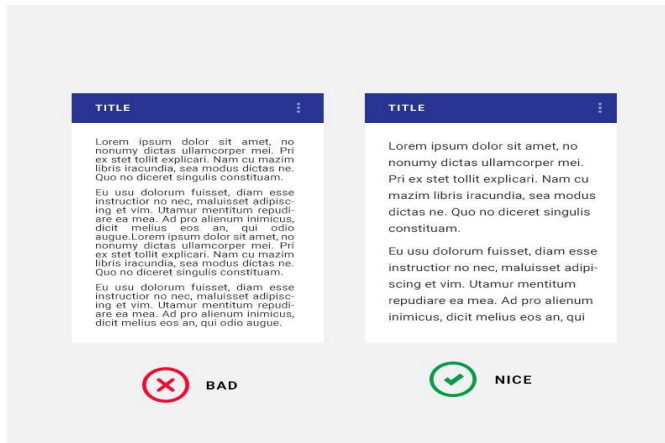 TITLE
Lorem ipsum dolor sit amet, no
nonumy dictas ullamcorper mei. Pri
ex stet tollit explicari. Nam cu mazim
libris iracundia, sea modus dictas ne.
Quo no diceret singulis constituam.
Eu usu dolorum fuisset, diam esse
instructior no nec, maluisset adipisc-
ing et vim. Utamur mentitum repudi-
are ea mea. Ad pro alienum inimicus,
dicit melius eos an, qui odio
augue.Lorem ipsum dolor sit amet, no
nonumy dictas ullamcorper mei. Pri
ex stet tollit explicari. Nam cu mazim
libris iracundia, sea modus dictas ne.
Quo no diceret singulis constituam.
Eu usu dolorum fuisset, diam esse
instructior no nec, maluisset adipisc-
ing et vim. Utamur mentitum repudi-
are ea mea. Ad pro alienum inimicus,
dicit melius eos an, qui odio augue.
BAD
TITLE
Lorem ipsum dolor sit amet, no
nonumy dictas ullamcorper mei.
Pri ex stet tollit explicari. Nam cu
mazim libris iracundia, sea modus
dictas ne. Quo no diceret singulis
constituam.
Eu usu dolorum fuisset, diam esse
instructior no nec, maluisset adipi-
scing et vim. Utamur mentitum
repudiare ea mea. Ad pro alienum
inimicus, dicit melius eos an, qui
NICE